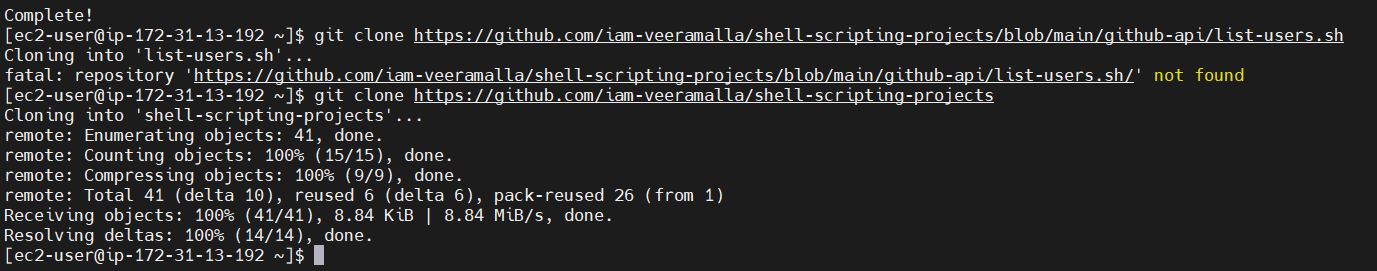 Complete!
[ec2-user@ip-172-31-13-192 ~]$ git clone https://github.com/iam-veeramalla/shell-scripting-projects/blob/main/github-api/list-users.sh
Cloning into 'list-users.sh'...
fatal: repository 'https://github.com/iam-veeramalla/shell-scripting-projects/blob/main/github-api/list-users.sh/' not found
[ec2-user@ip-172-31-13-192 ~]$ git clone https://github.com/iam-veeramalla/shell-scripting-projects
Cloning into 'shell-scripting-projects'...
remote: Enumerating objects: 41, done.
remote: Counting objects: 100% (15/15), done.
remote: Compressing objects: 100% (9/9), done.
remote: Total 41 (delta 10), reused 6 (delta 6), pack-reused 26 (from 1)
Receiving objects: 100% (41/41), 8.84 KiB | 8.84 MiB/s, done.
Resolving deltas: 100% (14/14), done.
[ec2-user@ip-172-31-13-192 ~]$